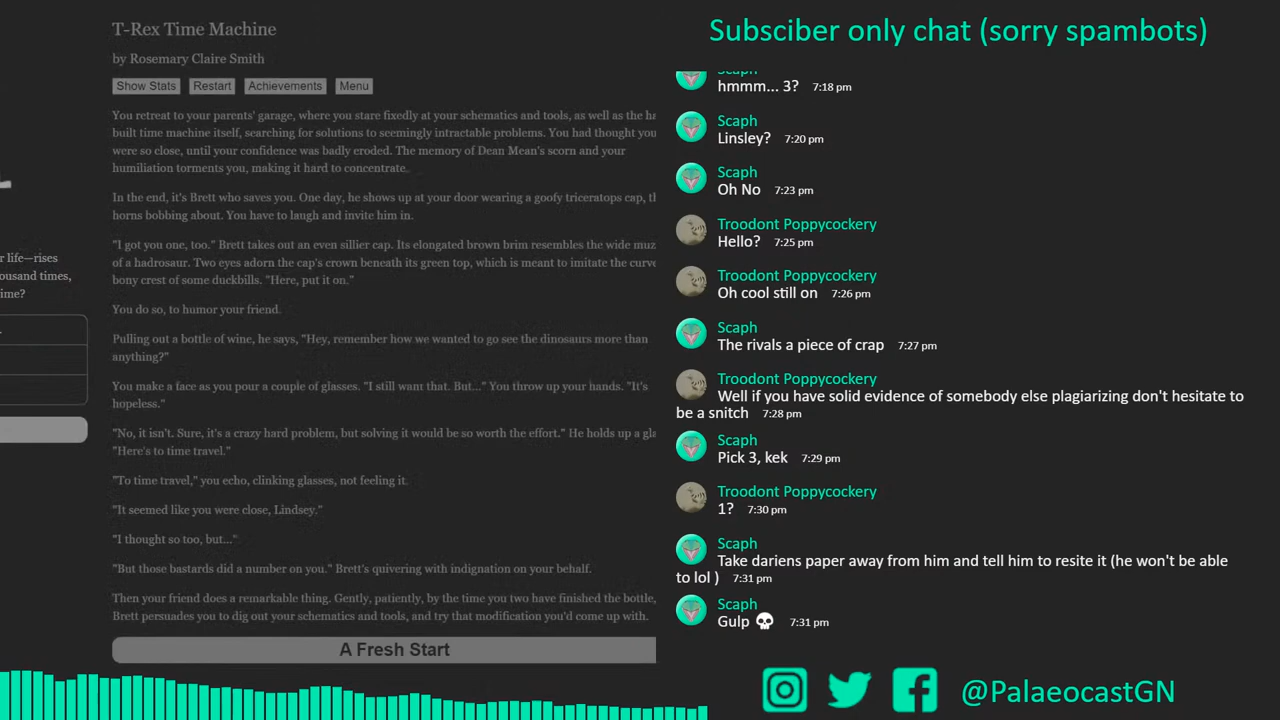 T-Rex Time Machine
by Rosemary Claire Smith
Show Stats Restart Achievements Menu
You retreat to your parents' garage, where you stare fixedly at your schematics and tools, as well as the
built time machine itself, searching for solutions to seemingly intractable problems. You had thought you
were so close, until your confidence was badly eroded. The memory of Dean Mean's scorn and your
humiliation torments you, making it hard to concentrate.
In the end, it's Brett who saves you. One day, he shows up at your door wearing a goofy triceratops cap,
horns bobbing about. You have to laugh and invite him in.
"I got you one, too." Brett takes out an even sillier cap. Its elongated brown brim resembles the wide
of a hadrosaur. Two eyes adorn the cap's crown beneath its green top, which is meant to imitate the
bony crest of some duckbills. "Here, put it on."
You do so, to humor your friend.
Pulling out a bottle of wine, he says, "Hey, remember how we wanted to go see the dinosaurs more than
anything?"
You make a face as you pour a couple of glasses. "I still want that. But..." You throw up your hands. "It's
hopeless."
"No, it isn't. Sure, it's a crazy hard problem, but solving it would be so worth the effort." He holds up a
"Here's to time travel."
"To time travel," you echo, clinking glasses, not feeling it.
"It seemed like you were close, Lindsey."
"I thought so too, but..."
"But those bastards did a number on you." Brett's quivering with indignation on your behalf.
Then your friend does a remarkable thing. Gently, patiently, by the time you two have finished the bottle,
Brett persuades you to dig out your schematics and tools, and try that modification you'd come up with.
A Fresh Start
r life—rises
ousand times,
ime?
Subsciber only chat (sorry spambots)
Scaph
hmmm... 3? 7:18 pm
Scaph
Linsley? 7:20 pm
Scaph
Oh No 7:23 pm
Troodont Poppycockery
Hello? 7:25 pm
Troodont Poppycockery
Oh cool still on 7:26 pm
Scaph
The rivals a piece of crap 7:27 pm
Troodont Poppycockery
Well if you have solid evidence of somebody else plagiarizing don't hesitate to
be a snitch 7:28 pm
Scaph
Pick 3, kek 7:29 pm
Troodont Poppycockery
1? 7:30 pm
Scaph
Take dariens paper away from him and tell him to resite it (he won't be able
to lol ) 7:31 pm
Scaph
Gulp 💀 7:31 pm
@PalaeocastGN